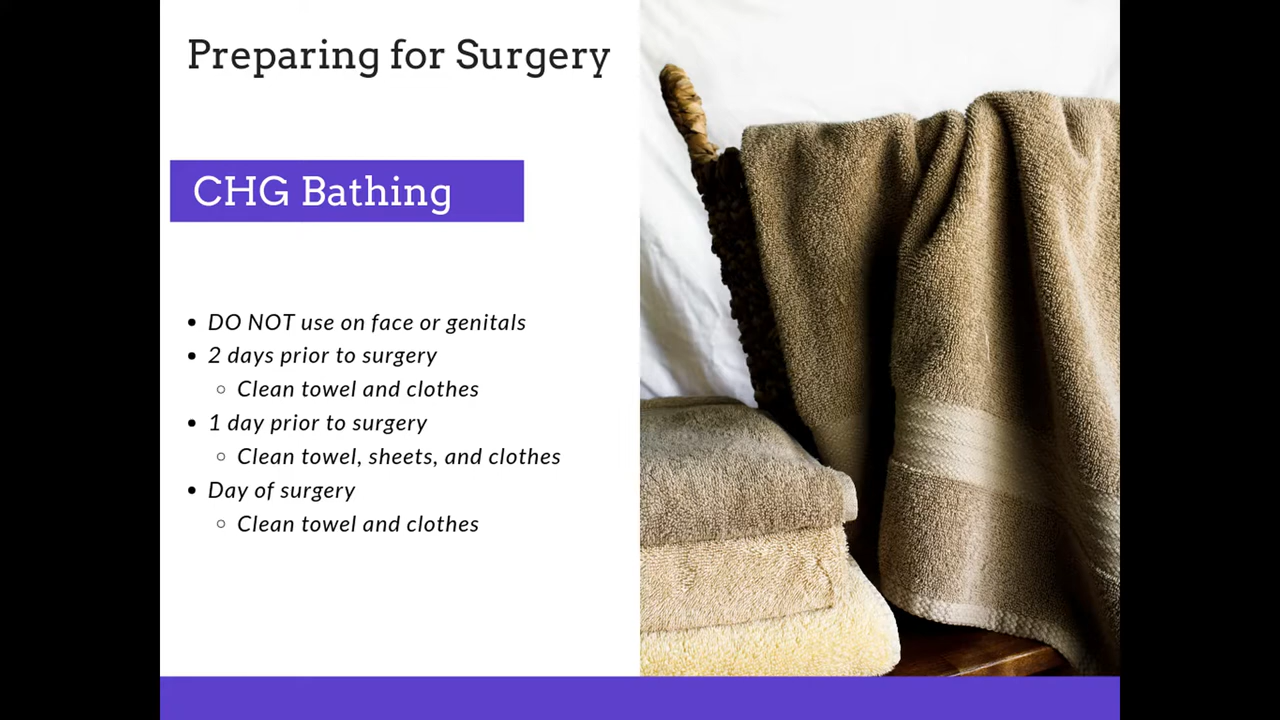 Preparing for Surgery
CHG Bathing
• DO NOT use on face or genitals
• 2 days prior to surgery
○ Clean towel and clothes
• 1 day prior to surgery
○ Clean towel, sheets, and clothes
• Day of surgery
○ Clean towel and clothes